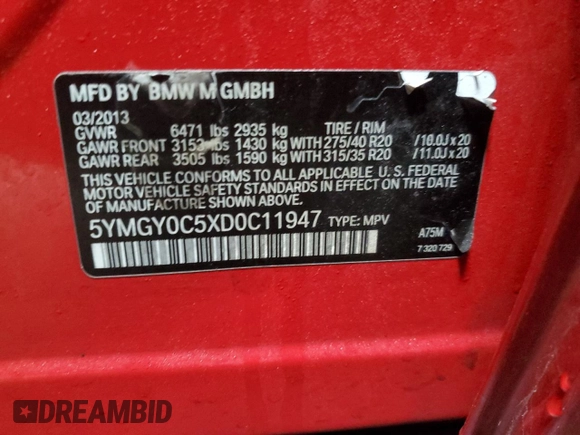 MFD BY BMW M GMBH
03/2013
GVWR 6471 lbs 2935 kg TIRE / RIM
GAWR FRONT 3153 lbs 1430 kg WITH 275/40 R20 /10.0J x 20
GAWR REAR 3505 lbs 1590 kg WITH 315/35 R20 /11.0J x 20
THIS VEHICLE CONFORMS TO ALL APPLICABLE U.S. FEDERAL
MOTOR VEHICLE SAFETY STANDARDS IN EFFECT ON THE DATE
OF MANUFACTURE SHOWN ABOVE.
5YMGY0C5XD0C11947 TYPE: MPV
A75M
7 320 729
DREAMBID